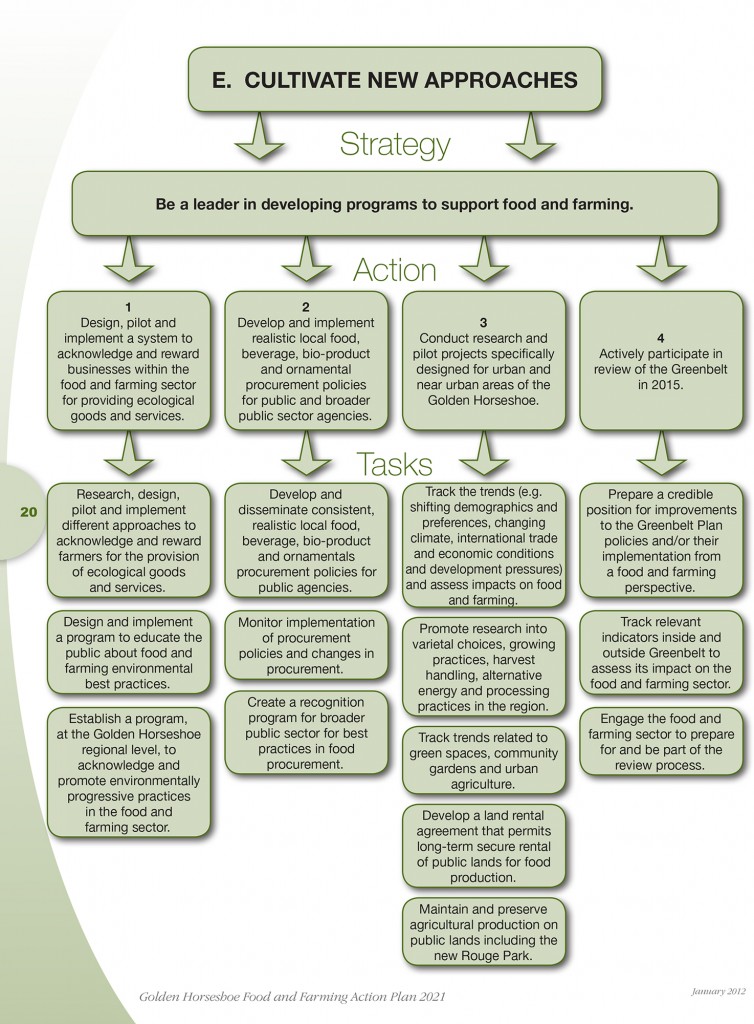 E. CULTIVATE NEW APPROACHES
Strategy
Be a leader in developing programs to support food and farming.
Action
1
Design, pilot and
implement a system to
acknowledge and reward
businesses within the
food and farming sector
for providing ecological
goods and services.
2
Develop and implement
realistic local food,
beverage, bio-product
and ornamental
procurement policies
for public and broader
public sector agencies.
3
Conduct research and
pilot projects specifically
designed for urban and
near urban areas of the
Golden Horseshoe.
4
Actively participate in
review of the Greenbelt
in 2015.
Tasks
Research, design,
pilot and implement
different approaches to
acknowledge and reward
farmers for the provision
of ecological goods
and services.
Design and implement
a program to educate the
public about food and
farming environmental
best practices.
Establish a program,
at the Golden Horseshoe
regional level, to
acknowledge and
promote environmentally
progressive practices
in the food and
farming sector.
Develop and
disseminate consistent,
realistic local food,
beverage, bio-product
and ornamentals
procurement policies for
public agencies.
Monitor implementation
of procurement
policies and changes in
procurement.
Create a recognition
program for broader
public sector for best
practices in food
procurement.
Track the trends (e.g.
shifting demographics and
preferences, changing
climate, international trade
and economic conditions
and development pressures)
and assess impacts on food
and farming.
Promote research into
varietal choices, growing
practices, harvest
handling, alternative
energy and processing
practices in the region.
Track trends related to
green spaces, community
gardens and urban
agriculture.
Develop a land rental
agreement that permits
long-term secure rental
of public lands for food
production.
Maintain and preserve
agricultural production on
public lands including the
new Rouge Park.
Prepare a credible
position for improvements
to the Greenbelt Plan
policies and/or their
implementation from
a food and farming
perspective.
Track relevant
indicators inside and
outside Greenbelt to
assess its impact on the
food and farming sector.
Engage the food and
farming sector to prepare
for and be part of the
review process.
20
Golden Horseshoe Food and Farming Action Plan 2021
January 2012